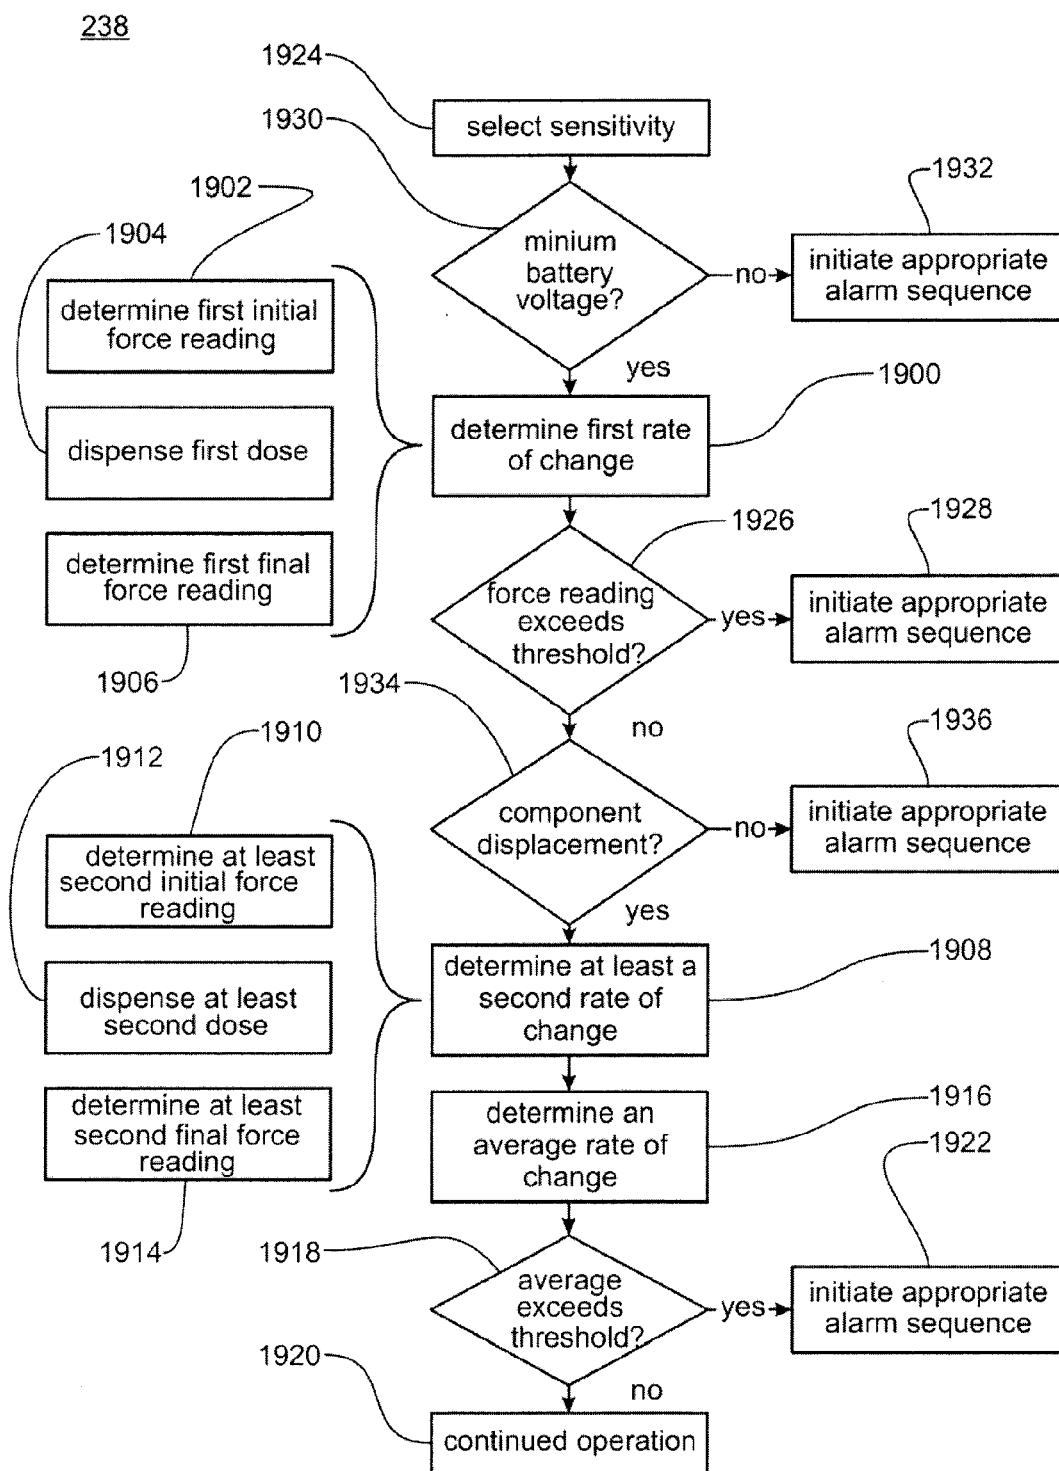 238
1924
select sensitivity
1930
minium
battery
voltage?
no
1932
initiate appropriate
alarm sequence
yes
1902
1904
determine first initial
force reading
dispense first dose
determine first final
force reading
1906
1900
determine first rate
of change
1926
force reading
exceeds
threshold?
yes
1928
initiate appropriate
alarm sequence
no
1934
component
displacement?
no
1936
initiate appropriate
alarm sequence
yes
1910
1912
determine at least
second initial force
reading
dispense at least
second dose
determine at least
second final force
reading
1914
1908
determine at least a
second rate of
change
1916
determine an
average rate of
change
1918
average
exceeds
threshold?
yes
1922
initiate appropriate
alarm sequence
no
1920
continued operation